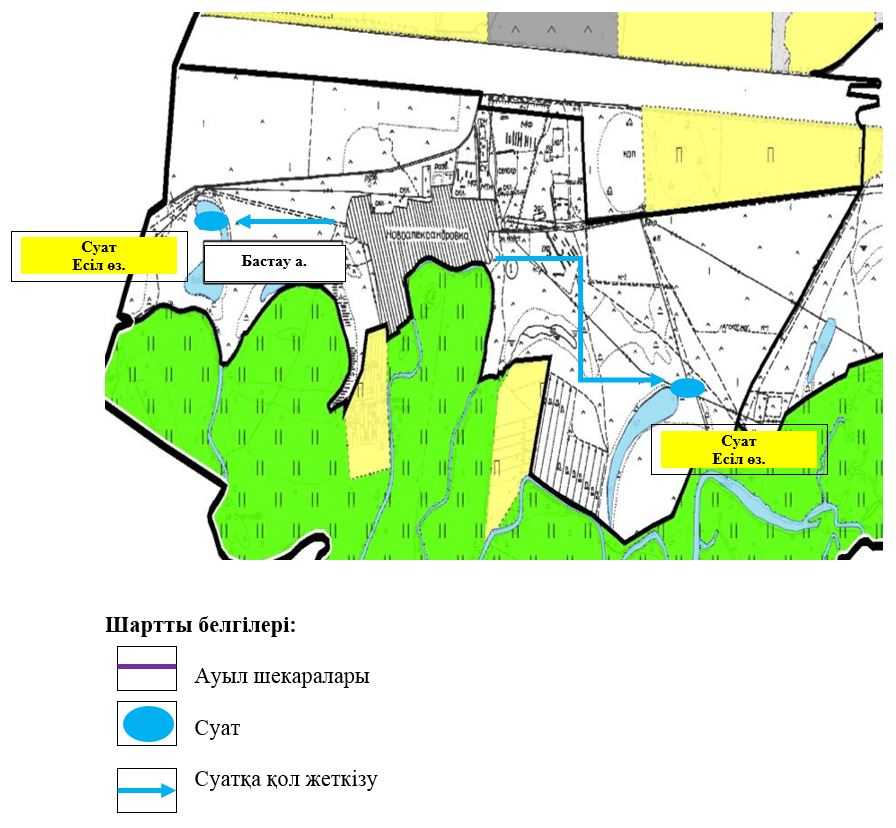 Новоалександровка
Суат
Есіл өз.
Бастау а.
Суат
Есіл өз.
Шартты белгілері:
Ауыл шекаралары
Суат
Суатқа қол жеткізу